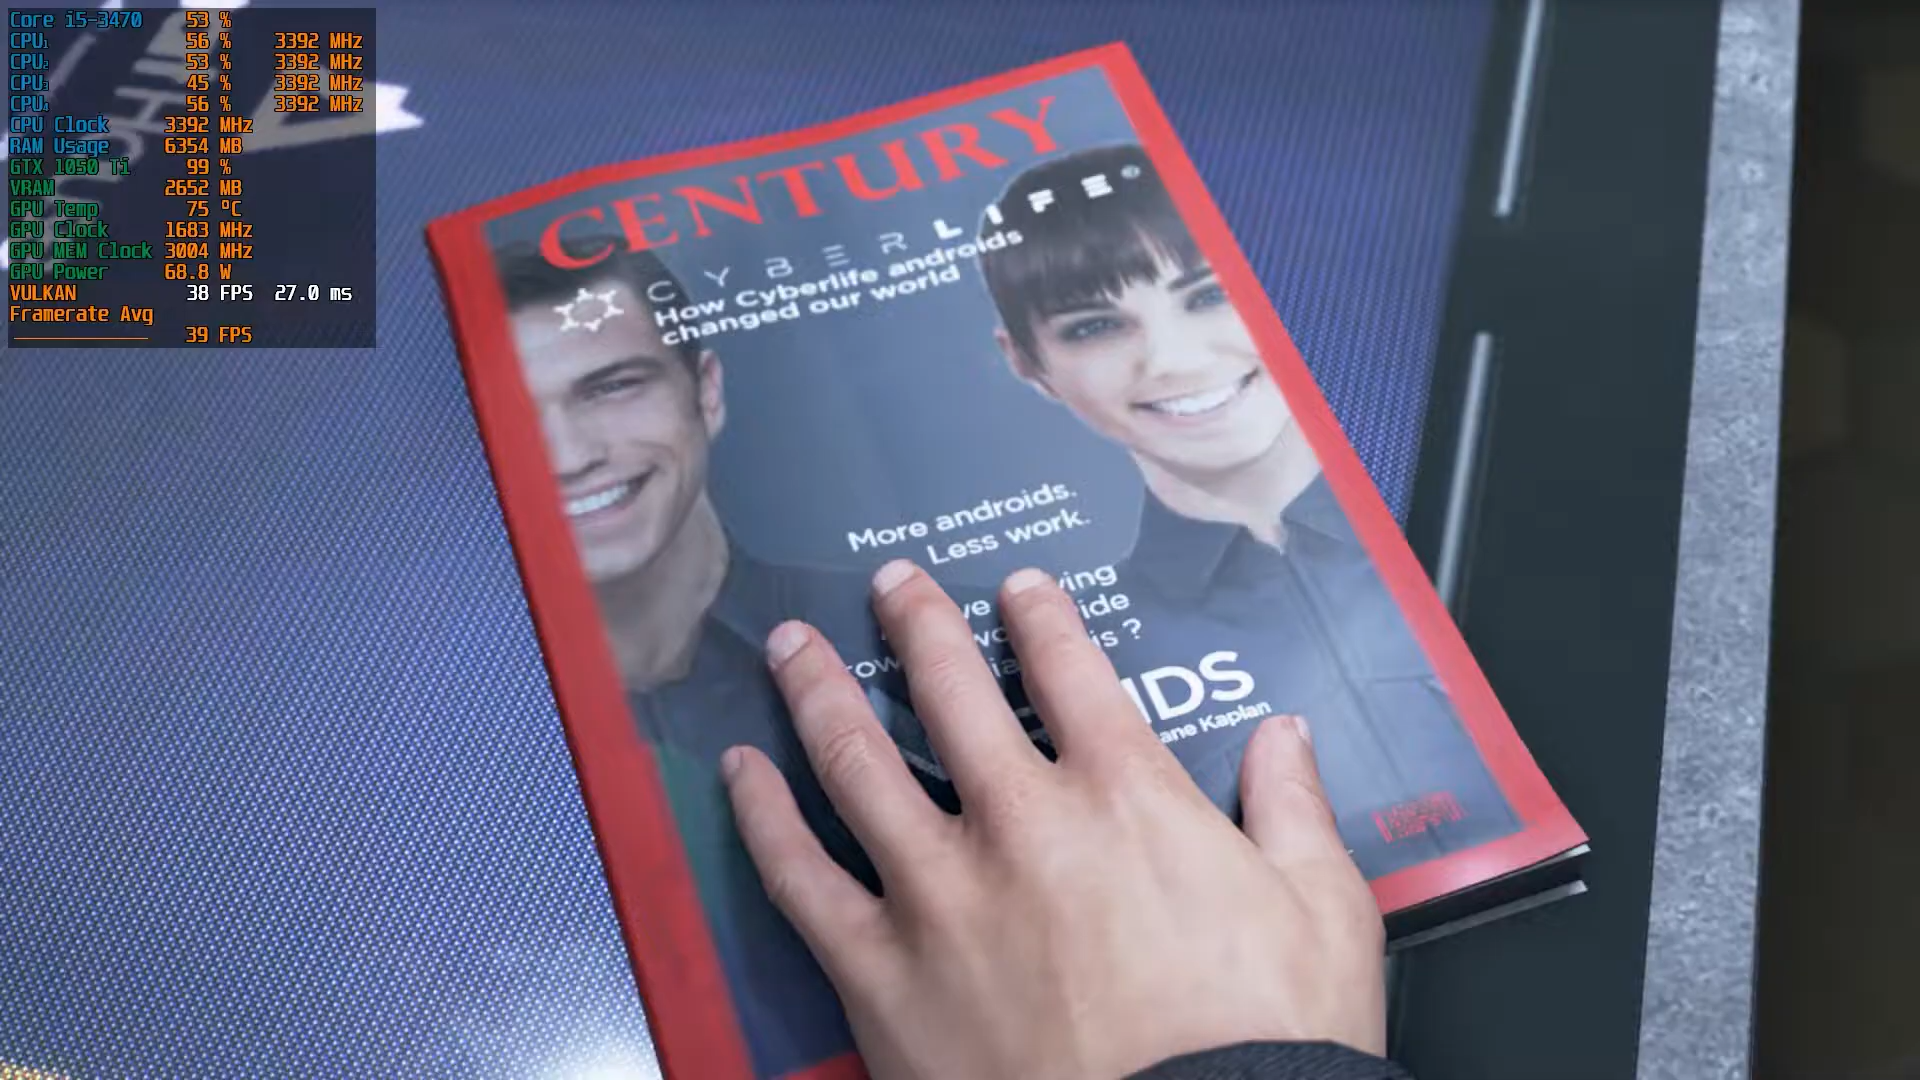 Core i5-3470 53 %
CPU1 56 % 3392 MHz
CPU2 53 % 3392 MHz
CPU3 45 % 3392 MHz
CPU4 56 % 3392 MHz
CPU Clock 3392 MHz
RAM Usage 6354 MB
GTX 1050 Ti 99 %
VRAM 2652 MB
GPU Temp 75 °C
GPU Clock 1683 MHz
GPU MEM Clock 3004 MHz
GPU Power 68.8 W
VULKAN 38 FPS 27.0 ms
Framerate Avg
39 FPS
CENTURY
CYBERLIFE
How Cyberlife androids
changed our world
More androids.
Less work.
Kaplan